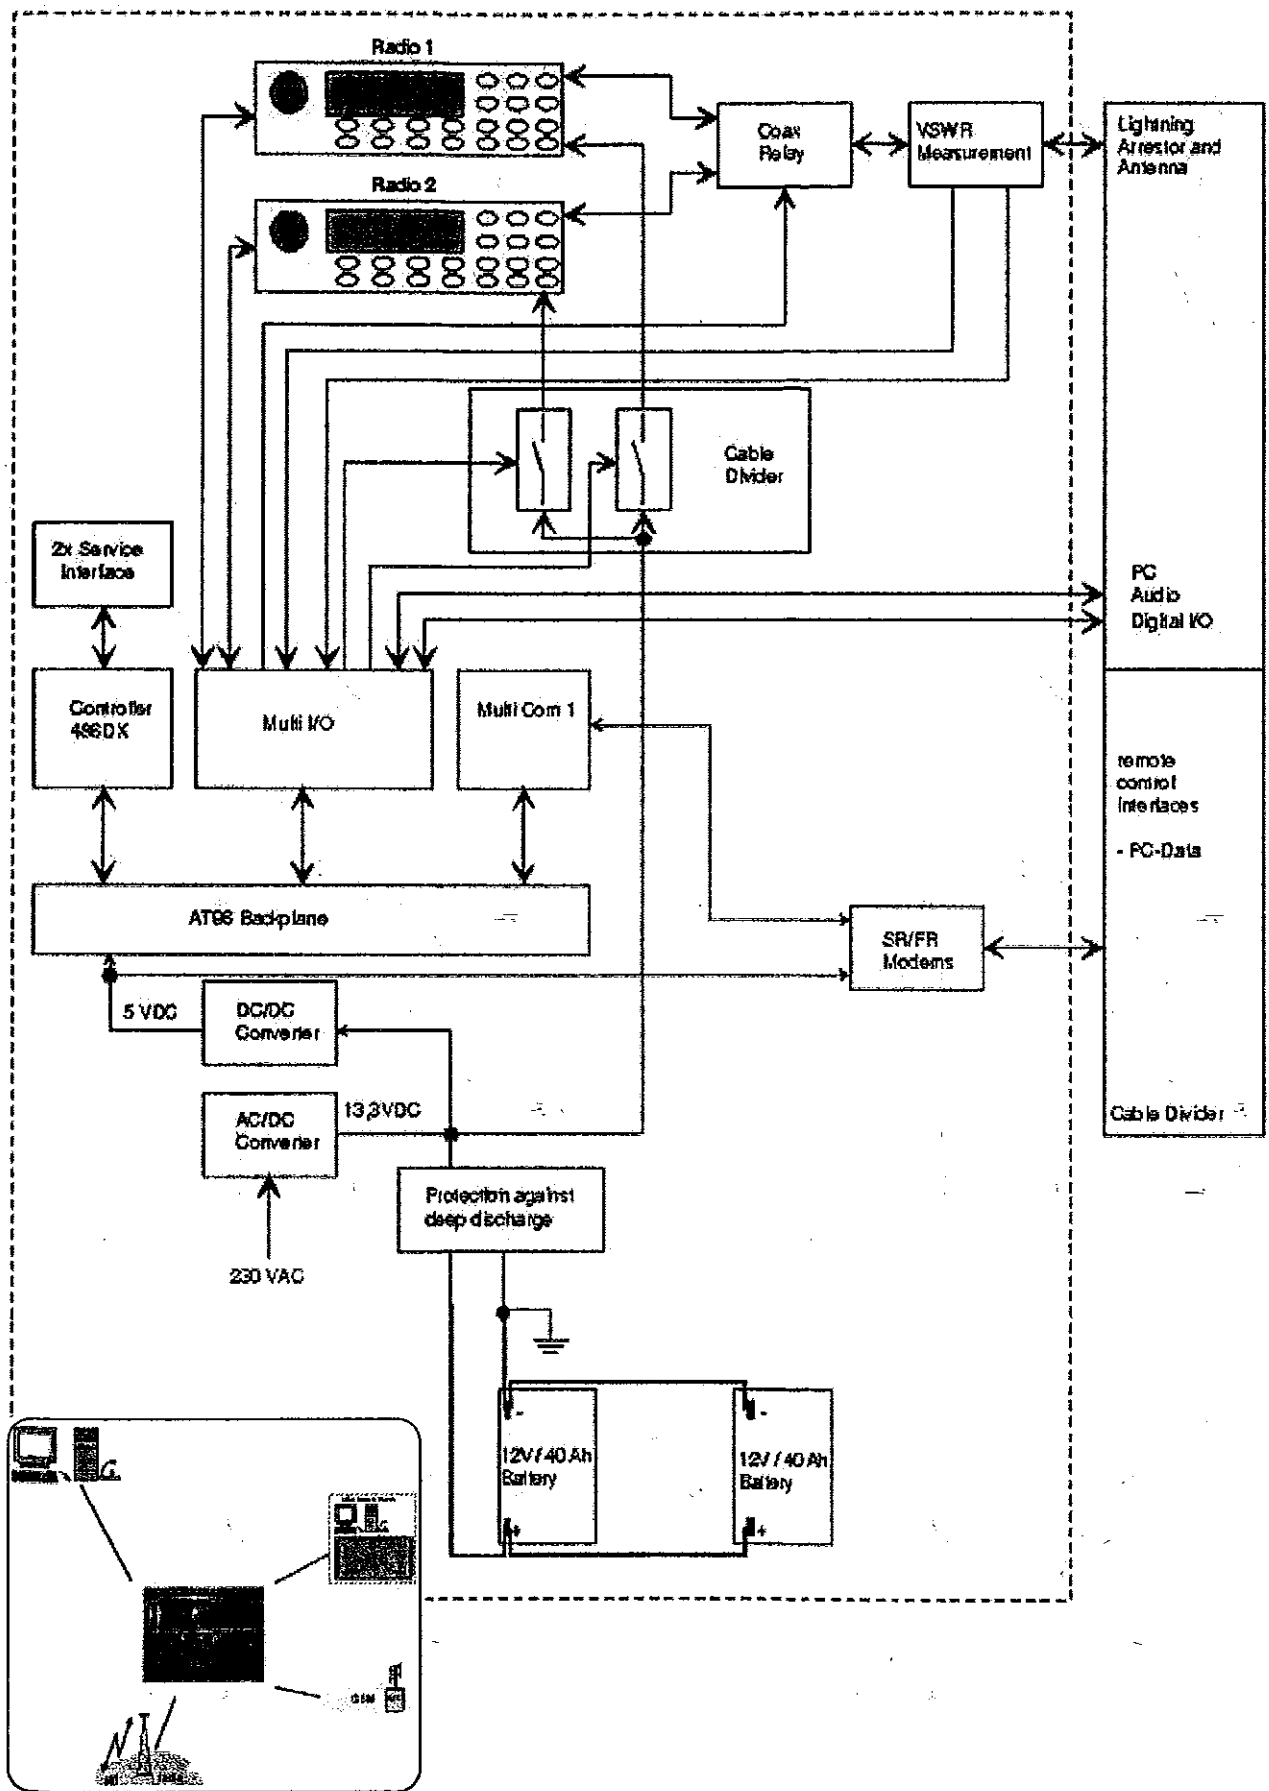 Radio 1
Radio 2
Coax
Relay
VSWR
Measurement
Lightning
Arrestor and
Antenna
Cable
Divider
2x Service
Interface
PC
Audio
Digital I/O
Controller
486DX
Multi I/O
Multi Com 1
remote
control
Interfaces
- PC-Data
AT96 Backplane
SR/FR
Modems
5 VDC
DC/DC
Converter
AC/DC
Converter
13,3VDC
Cable Divider
Protection against
deep discharge
230 VAC
-
-
12V / 40 Ah
Battery
12V / 40 Ah
Battery
+
+
GSM